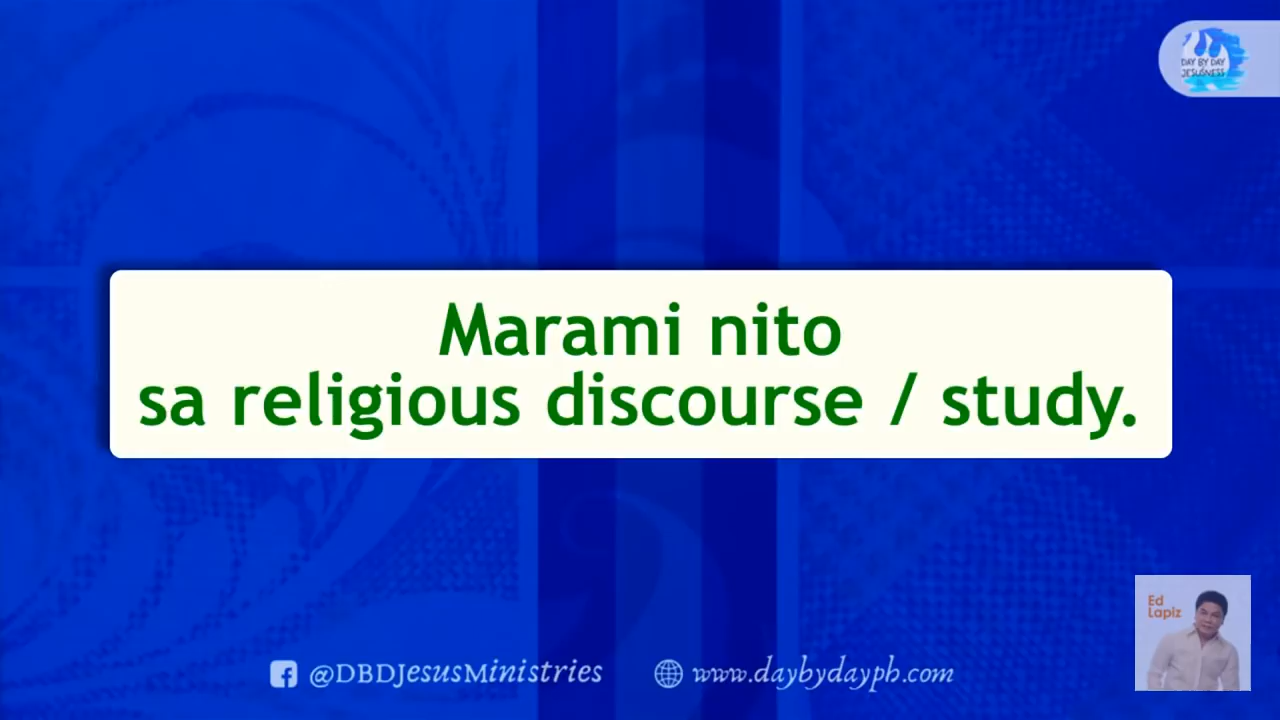 DAY BY DAY
JESUSNESS
Marami nito
sa religious discourse / study.
Ed
Lapiz
@DBDJesusMinistries
www.daybydayph.com